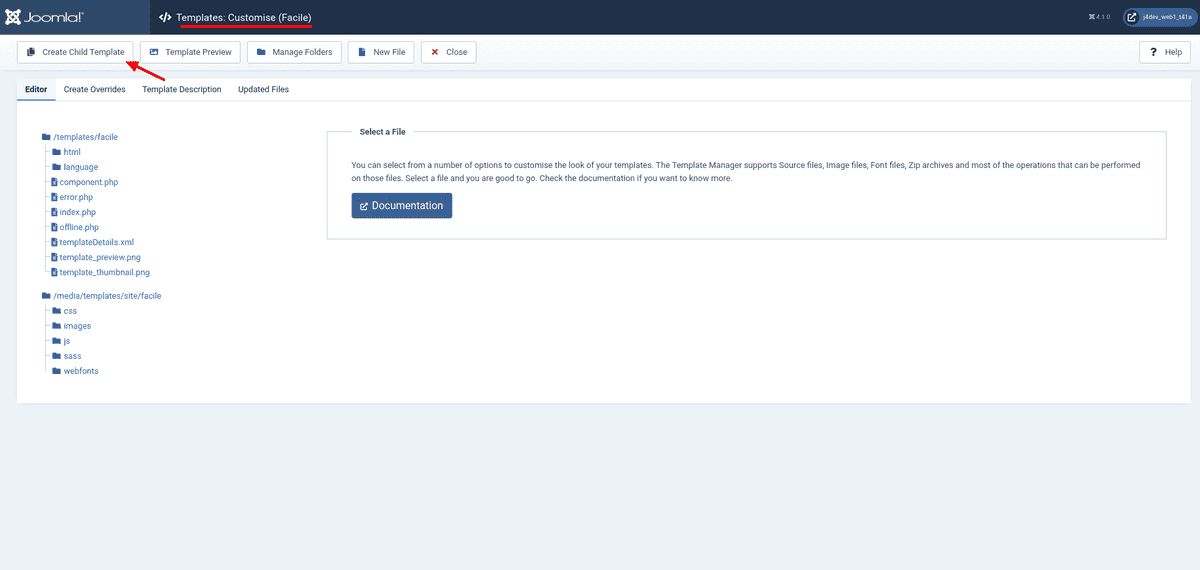 Joomla!
Templates: Customise (Facile)
4.1.0
j4dev_web1_t41a
Create Child Template
Template Preview
Manage Folders
New File
Close
Help
Editor
Create Overrides
Template Description
Updated Files
/templates/facile
html
language
component.php
error.php
index.php
offline.php
templateDetails.xml
template_preview.png
template_thumbnail.png
/media/templates/site/facile
css
images
js
sass
webfonts
Select a File
You can select from a number of options to customise the look of your templates. The Template Manager supports Source files, Image files, Font files, Zip archives and most of the operations that can be performed
on those files. Select a file and you are good to go. Check the documentation if you want to know more.
Documentation